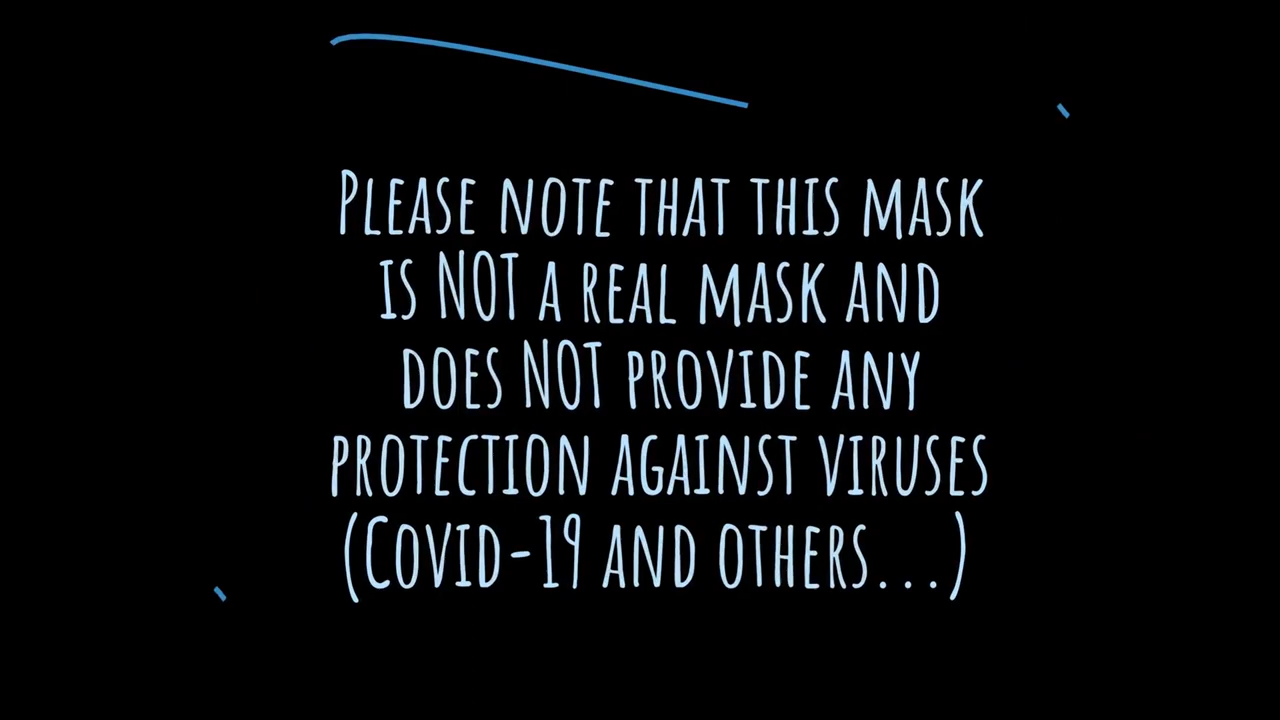 Please note that this mask
is NOT a real mask and
does NOT provide any
protection against viruses
(Covid-19 and others...)